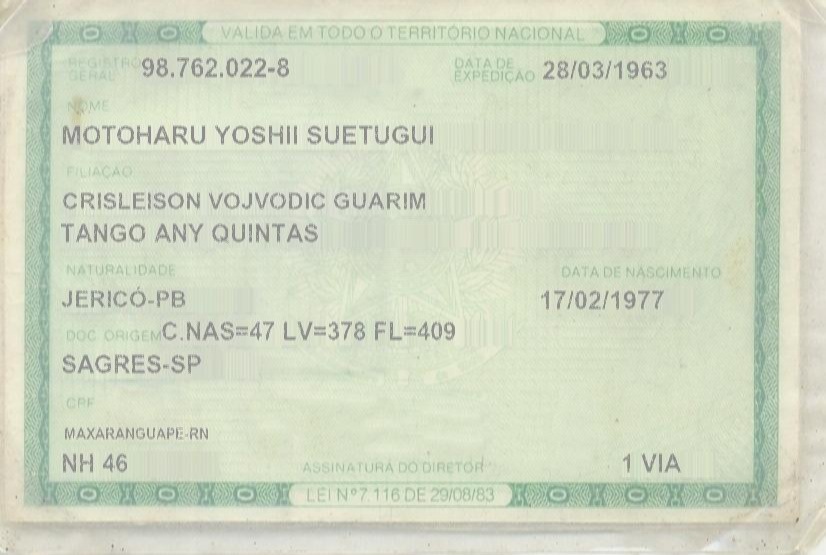 VÁLIDA EM TODO O TERRITÓRIO NACIONAL
REGISTRO GERAL 98.762.022-8 DATA DE EXPEDIÇÃO 28/03/1963
NOME
MOTOHARU YOSHII SUETUGUI
FILIAÇÃO
CRISLEISON VOJVODIC GUARIM
TANGO ANY QUINTAS
NATURALIDADE DATA DE NASCIMENTO
JERICÓ-PB 17/02/1977
DOC ORIGEM C.NAS=47 LV=378 FL=409
SAGRES-SP
CPF
MAXARANGUAPE-RN
NH 46 ASSINATURA DO DIRETOR 1 VIA
LEI Nº 7.116 DE 29/08/83